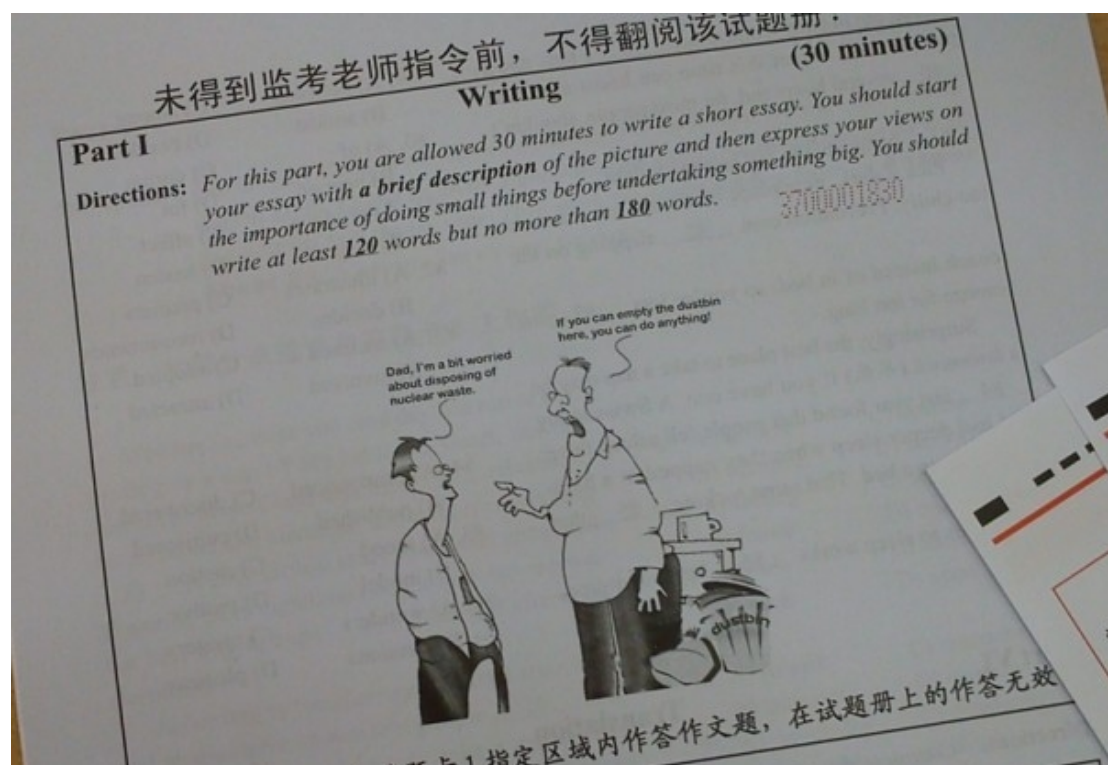 未得到监考老师指令前，不得翻阅该试题册！
Part I Writing (30 minutes)
Directions: For this part, you are allowed 30 minutes to write a short essay. You should start
your essay with a brief description of the picture and then express your views on
the importance of doing small things before undertaking something big. You should
write at least 120 words but no more than 180 words.
3700001830
If you can empty the dustbin
here, you can do anything!
Dad, I'm a bit worried
about disposing of
nuclear waste.
dustbin
1指定区域内作答作文题，在试题册上的作答无效